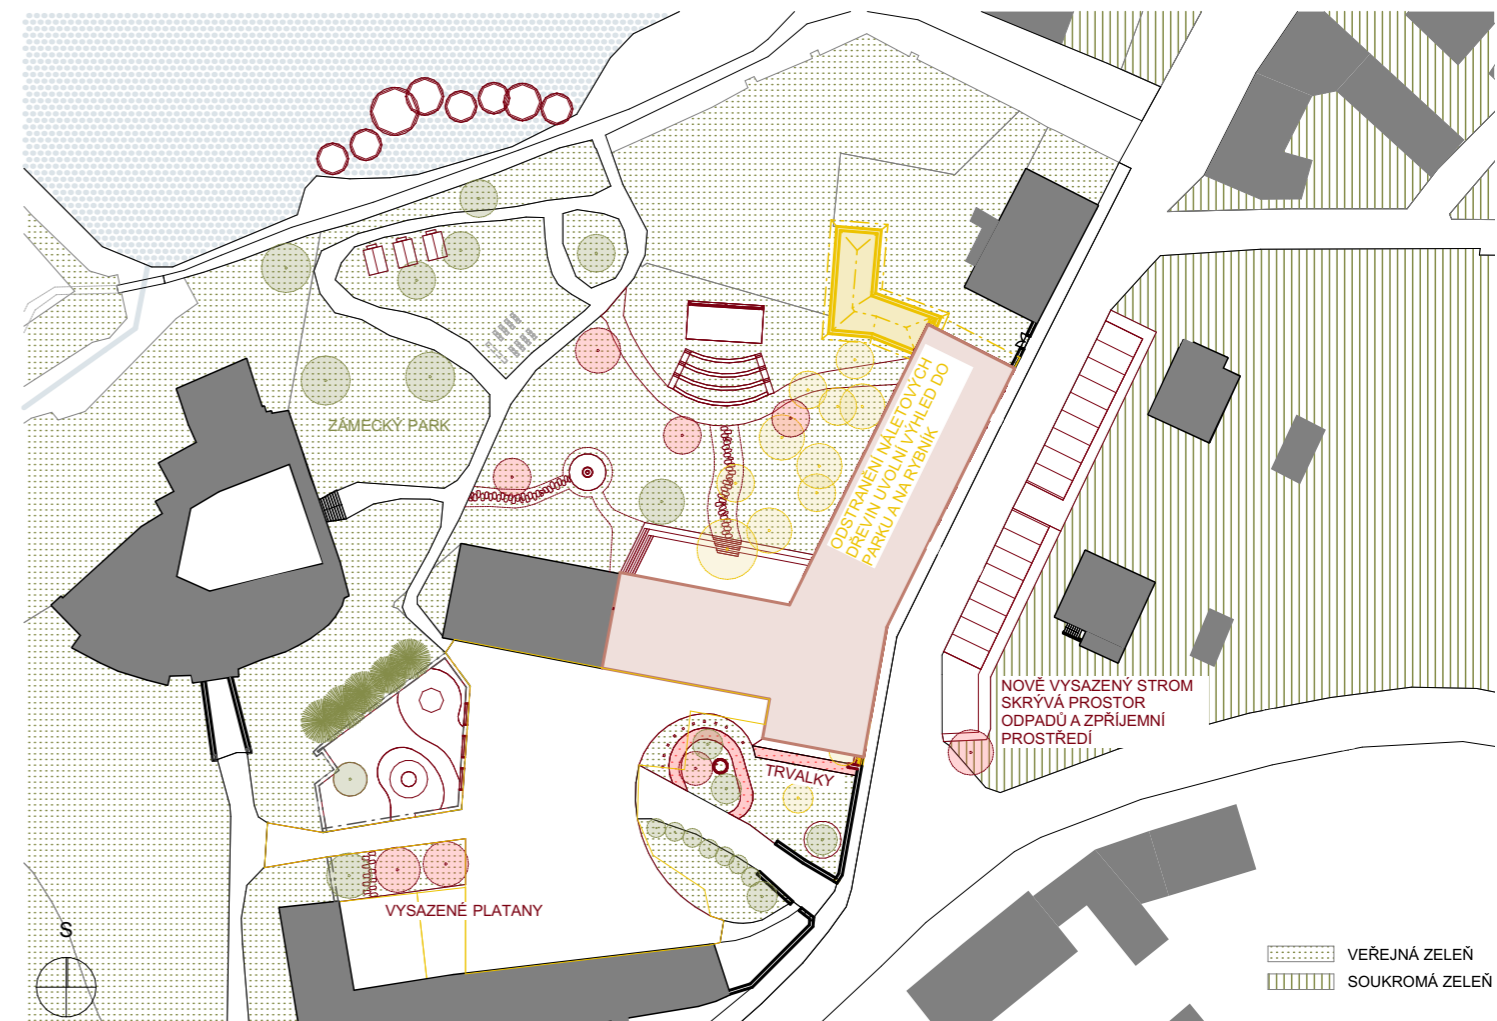 ZÁMECKÝ PARK
ODSTRANĚNÍ NÁLETOVÝCH
DŘEVIN UVOLNÍ VÝHLED DO
PARKU A NA RYBNÍK
NOVĚ VYSAZENÝ STROM
SKRÝVÁ PROSTOR
ODPADŮ A ZPŘÍJEMNÍ
PROSTŘEDÍ
TRVALKY
VYSAZENÉ PLATANY
S
VEŘEJNÁ ZELEŇ
SOUKROMÁ ZELEŇ